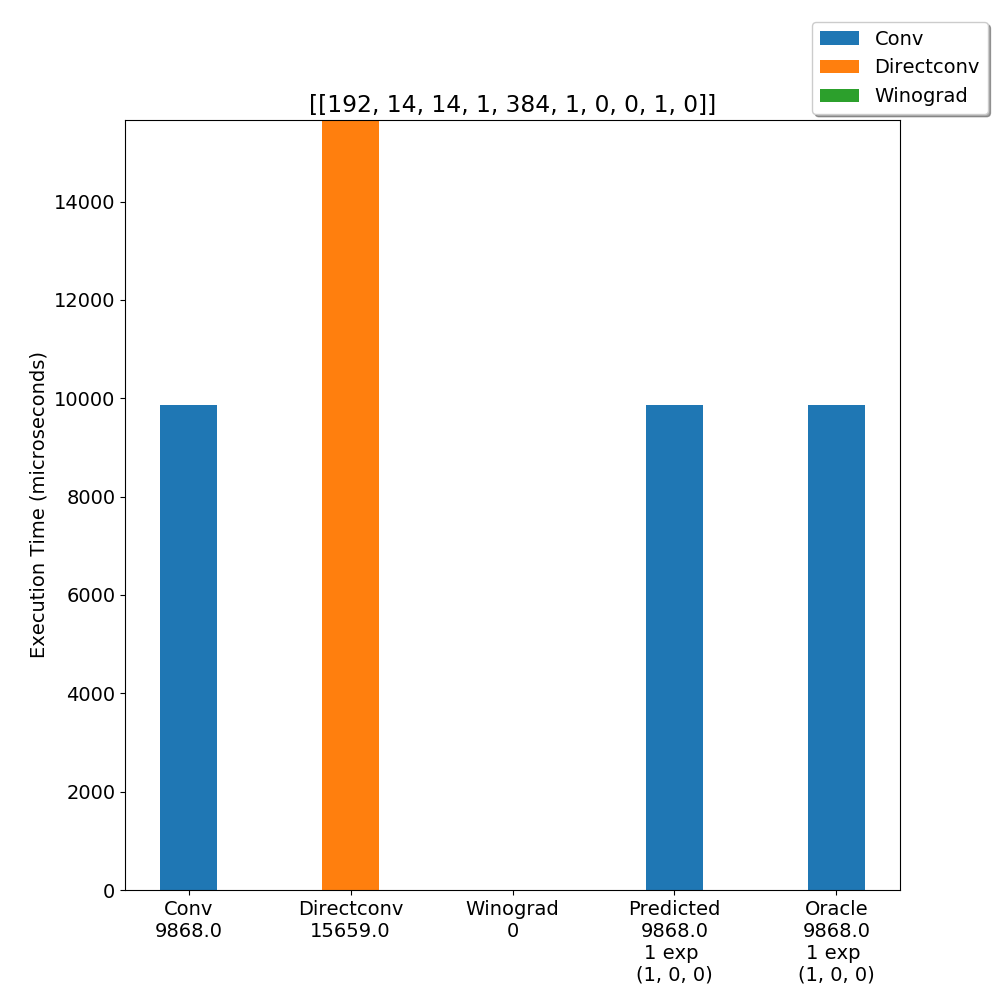 Conv
Directconv
Winograd
[[192, 14, 14, 1, 384, 1, 0, 0, 1, 0]]
Execution Time (microseconds)
14000
12000
10000
8000
6000
4000
2000
0
Conv
9868.0
Directconv
15659.0
Winograd
0
Predicted
9868.0
1 exp
(1, 0, 0)
Oracle
9868.0
1 exp
(1, 0, 0)